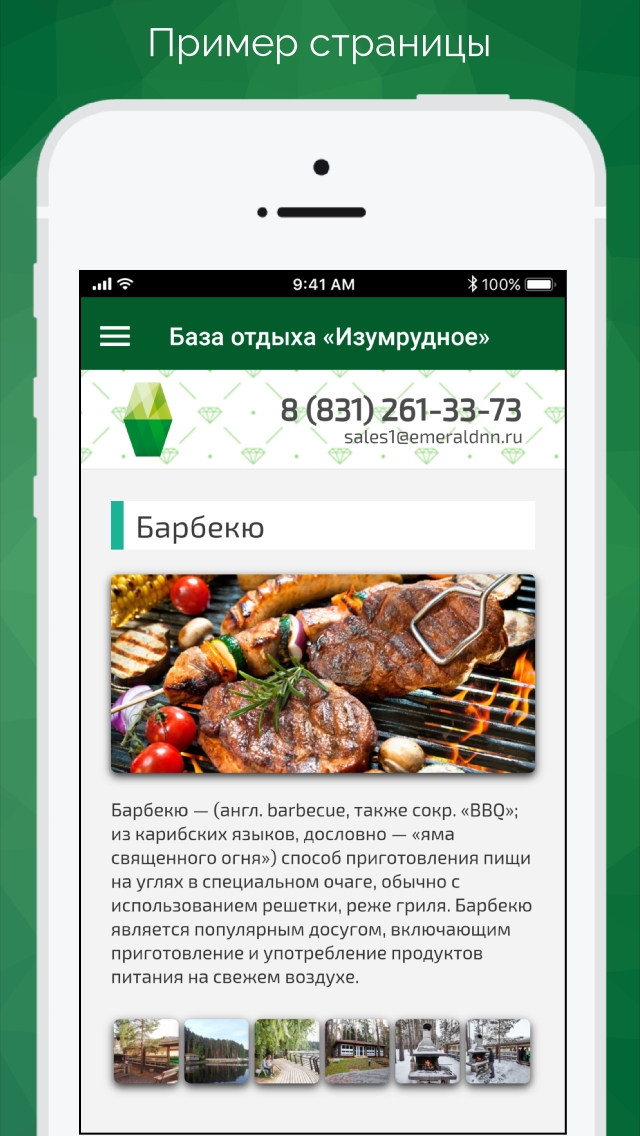 Пример страницы
9:41 AM
100%
База отдыха «Изумрудное»
8 (831) 261-33-73
sales1@emeraldnn.ru
Барбекю
Барбекю — (англ. barbecue, также сокр. «BBQ»;
из карибских языков, дословно — «яма
священного огня») способ приготовления пищи
на углях в специальном очаге, обычно с
использованием решетки, реже гриля. Барбекю
является популярным досугом, включающим
приготовление и употребление продуктов
питания на свежем воздухе.